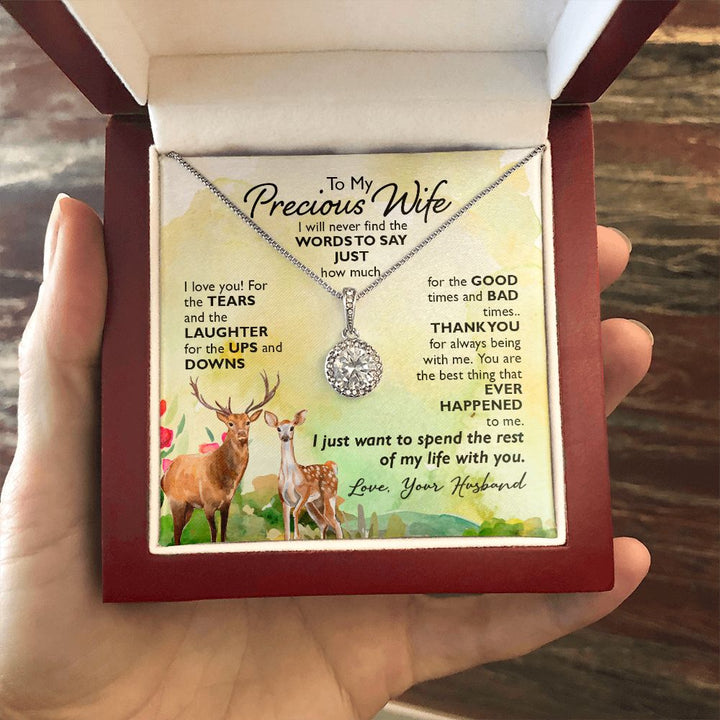 To My
Precious Wife
I will never find the
WORDS TO SAY
JUST
how much
I love you! For
the TEARS
and the
LAUGHTER
for the UPS and
DOWNS
for the GOOD
times and BAD
times..
THANKYOU
for always being
with me. You are
the best thing that
EVER
HAPPENED
to me.
I just want to spend the rest
of my life with you.
Love, Your Husband